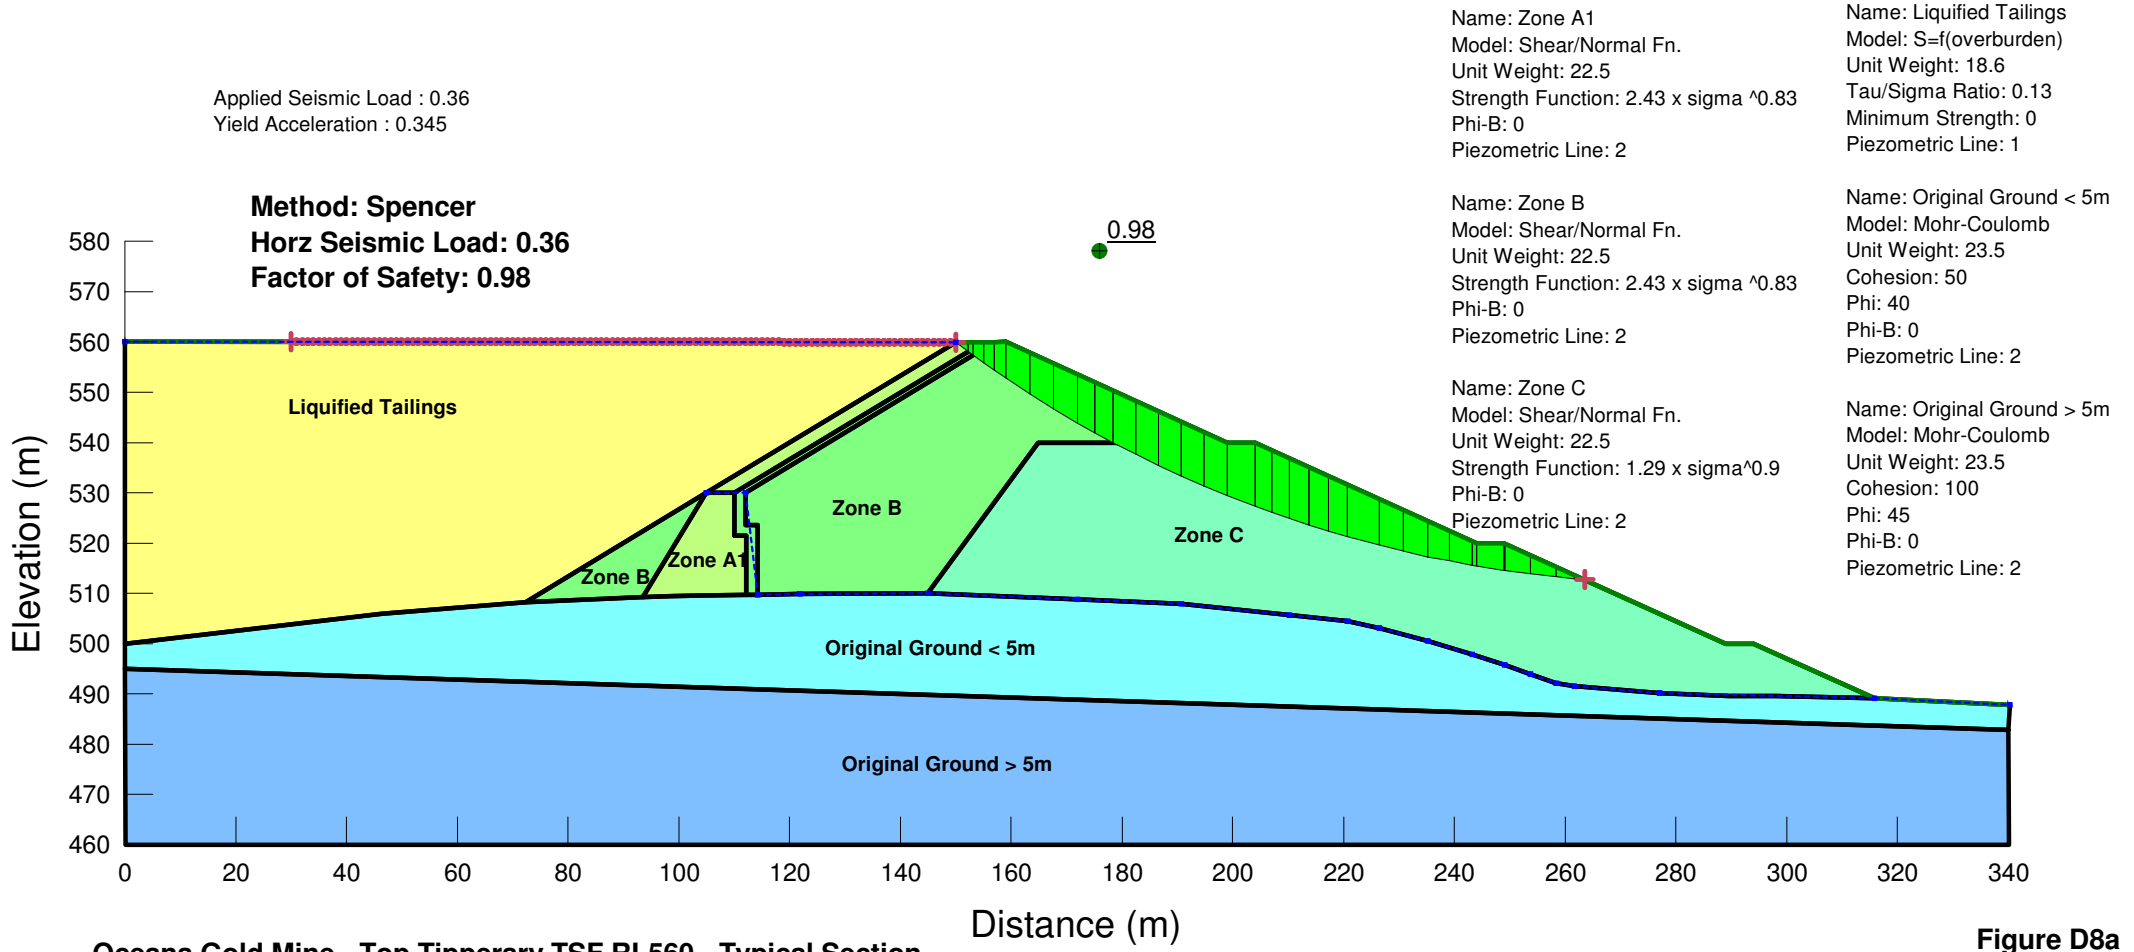 Applied Seismic Load : 0.36
Yield Acceleration : 0.345
Method: Spencer
Horz Seismic Load: 0.36
Factor of Safety: 0.98
0.98
Name: Zone A1
Model: Shear/Normal Fn.
Unit Weight: 22.5
Strength Function: 2.43 x sigma ^0.83
Phi-B: 0
Piezometric Line: 2
Name: Zone B
Model: Shear/Normal Fn.
Unit Weight: 22.5
Strength Function: 2.43 x sigma ^0.83
Phi-B: 0
Piezometric Line: 2
Name: Zone C
Model: Shear/Normal Fn.
Unit Weight: 22.5
Strength Function: 1.29 x sigma^0.9
Phi-B: 0
Piezometric Line: 2
Name: Liquified Tailings
Model: S=f(overburden)
Unit Weight: 18.6
Tau/Sigma Ratio: 0.13
Minimum Strength: 0
Piezometric Line: 1
Name: Original Ground < 5m
Model: Mohr-Coulomb
Unit Weight: 23.5
Cohesion: 50
Phi: 40
Phi-B: 0
Piezometric Line: 2
Name: Original Ground > 5m
Model: Mohr-Coulomb
Unit Weight: 23.5
Cohesion: 100
Phi: 45
Phi-B: 0
Piezometric Line: 2
Elevation (m)
580
570
560
550
540
530
520
510
500
490
480
470
460
Liquified Tailings
Zone B
Zone A1
Zone B
Zone C
Original Ground < 5m
Original Ground > 5m
0 20 40 60 80 100 120 140 160 180 200 220 240 260 280 300 320 340
Distance (m)
Oceana Gold Mine - Top Tipperary TSF RL560 - Typical Section
Figure D8a